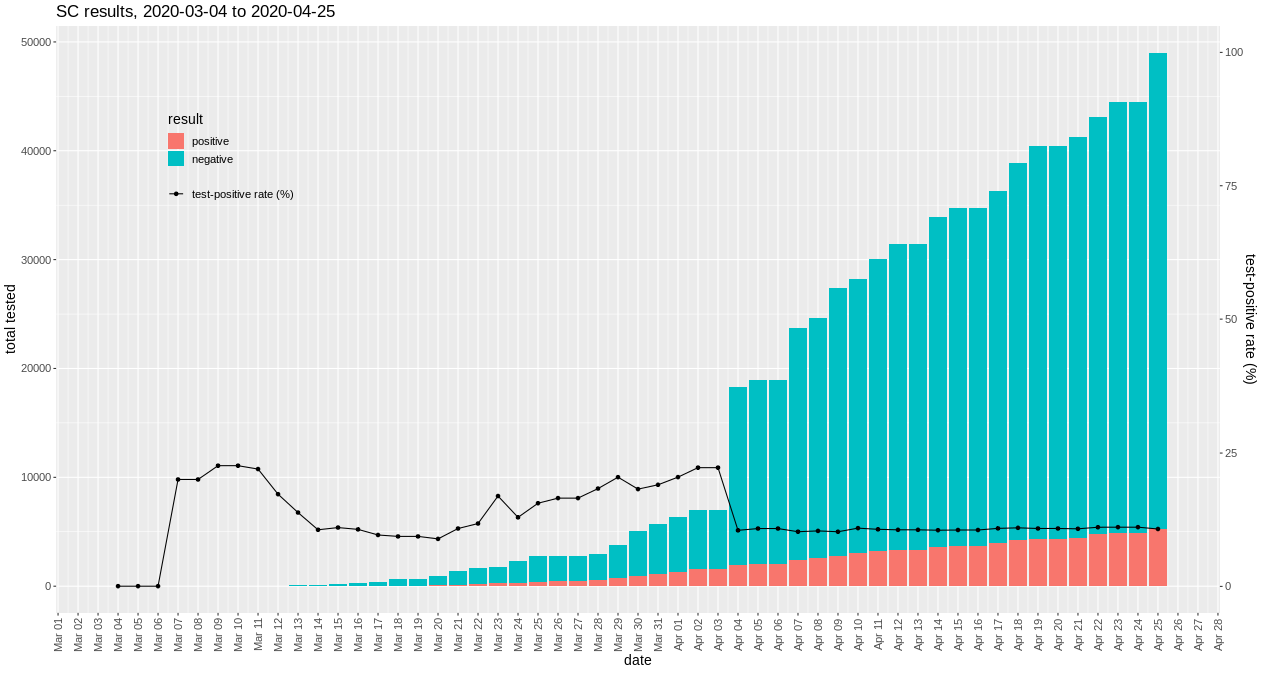 SC results, 2020-03-04 to 2020-04-25
50000
40000
30000
20000
10000
0
total tested
result
positive
negative
test-positive rate (%)
100
75
50
25
0
test-positive rate (%)
Mar 01
Mar 02
Mar 03
Mar 04
Mar 05
Mar 06
Mar 07
Mar 08
Mar 09
Mar 10
Mar 11
Mar 12
Mar 13
Mar 14
Mar 15
Mar 16
Mar 17
Mar 18
Mar 19
Mar 20
Mar 21
Mar 22
Mar 23
Mar 24
Mar 25
Mar 26
Mar 27
Mar 28
Mar 29
Mar 30
Mar 31
Apr 01
Apr 02
Apr 03
Apr 04
Apr 05
Apr 06
Apr 07
Apr 08
Apr 09
Apr 10
Apr 11
Apr 12
Apr 13
Apr 14
Apr 15
Apr 16
Apr 17
Apr 18
Apr 19
Apr 20
Apr 21
Apr 22
Apr 23
Apr 24
Apr 25
Apr 26
Apr 27
Apr 28
date